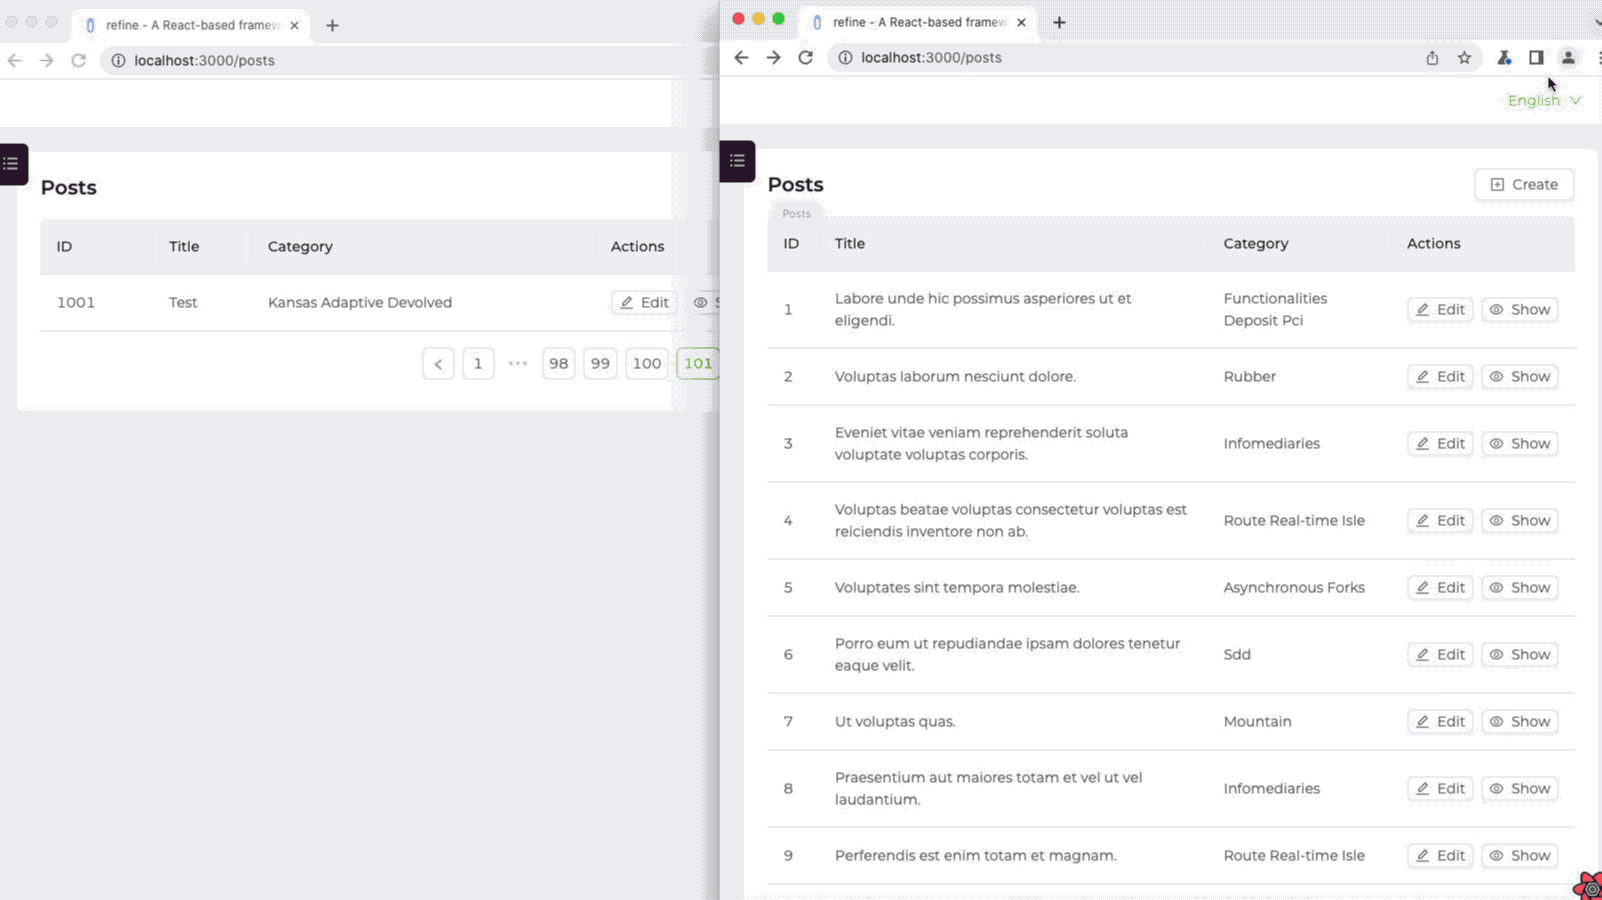 refine - A React-based framew
localhost:3000/posts
Posts
ID Title Category Actions
1001 Test Kansas Adaptive Devolved Edit
1 ••• 98 99 100 101
refine - A React-based framew
localhost:3000/posts
English
Posts
Create
Posts
ID Title Category Actions
1 Labore unde hic possimus asperiores ut et
eligendi.
Functionalities
Deposit Pci
Edit Show
2 Voluptas laborum nesciunt dolore. Rubber Edit Show
3 Eveniet vitae veniam reprehenderit soluta
voluptate voluptas corporis.
Infomediaries Edit Show
4 Voluptas beatae voluptas consectetur voluptas est
reiciendis inventore non ab.
Route Real-time Isle Edit Show
5 Voluptates sint tempora molestiae. Asynchronous Forks Edit Show
6 Porro eum ut repudiandae ipsam dolores tenetur
eaque velit.
Sdd Edit Show
7 Ut voluptas quas. Mountain Edit Show
8 Praesentium aut maiores totam et vel ut vel
laudantium.
Infomediaries Edit Show
9 Perferendis est enim totam et magnam. Route Real-time Isle Edit Show